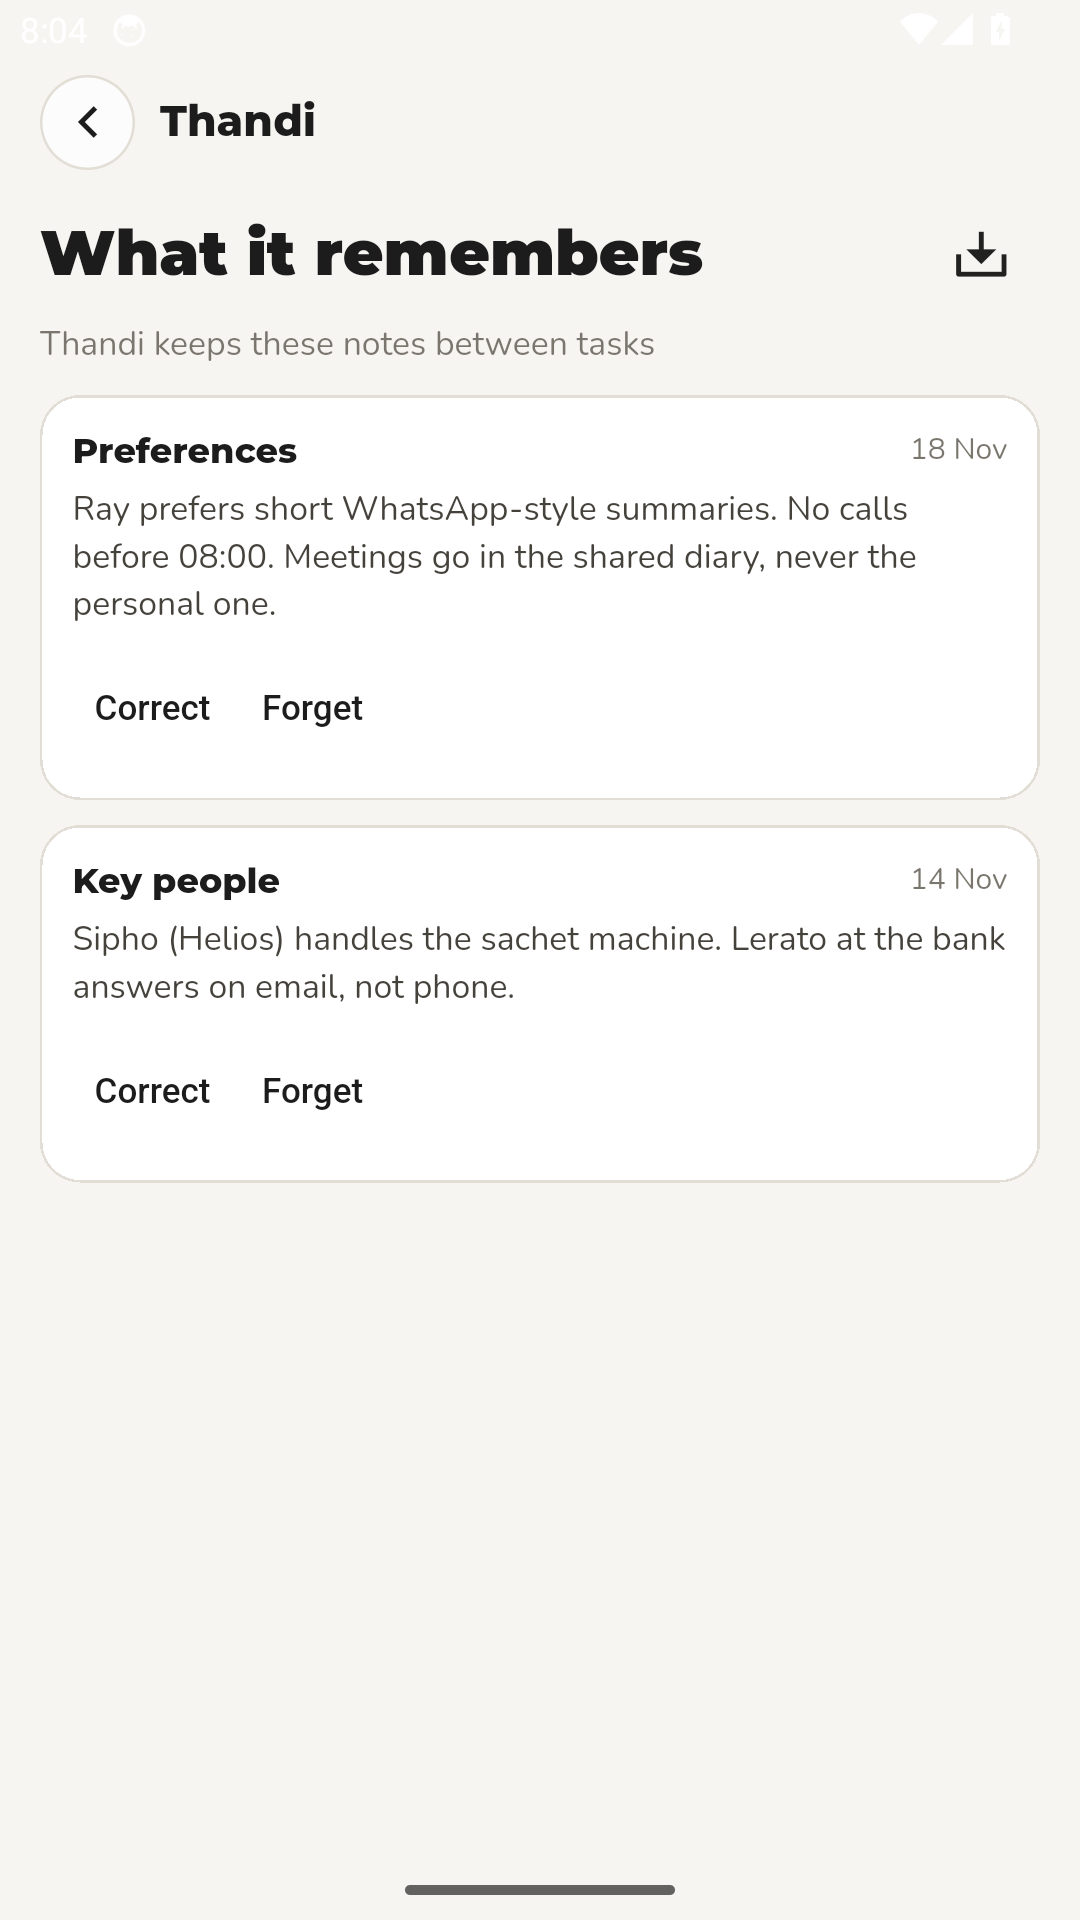 8:04
Thandi
What it remembers
Thandi keeps these notes between tasks
Preferences
18 Nov
Ray prefers short WhatsApp-style summaries. No calls
before 08:00. Meetings go in the shared diary, never the
personal one.
Correct Forget
Key people
14 Nov
Sipho (Helios) handles the sachet machine. Lerato at the bank
answers on email, not phone.
Correct Forget